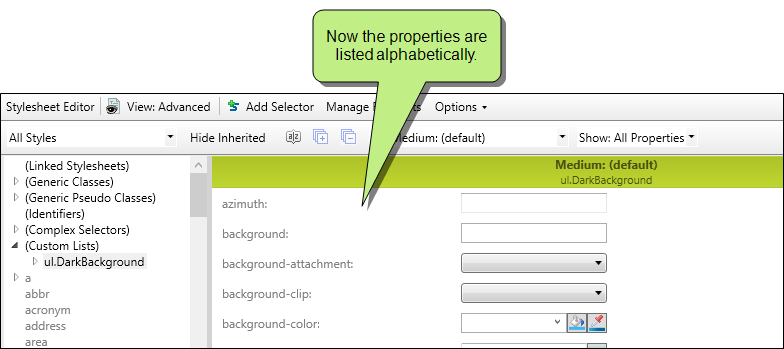 Now the properties are
listed alphabetically.
Stylesheet Editor View: Advanced Add Selector Manage ks Options
All Styles Hide Inherited a|z Medium: (default) Show: All Properties
(Linked Stylesheets)
(Generic Classes)
(Generic Pseudo Classes)
(Identifiers)
(Complex Selectors)
(Custom Lists)
ul.DarkBackground
a
abbr
acronym
address
area
Medium: (default)
ul.DarkBackground
azimuth:
background:
background-attachment:
background-clip:
background-color: